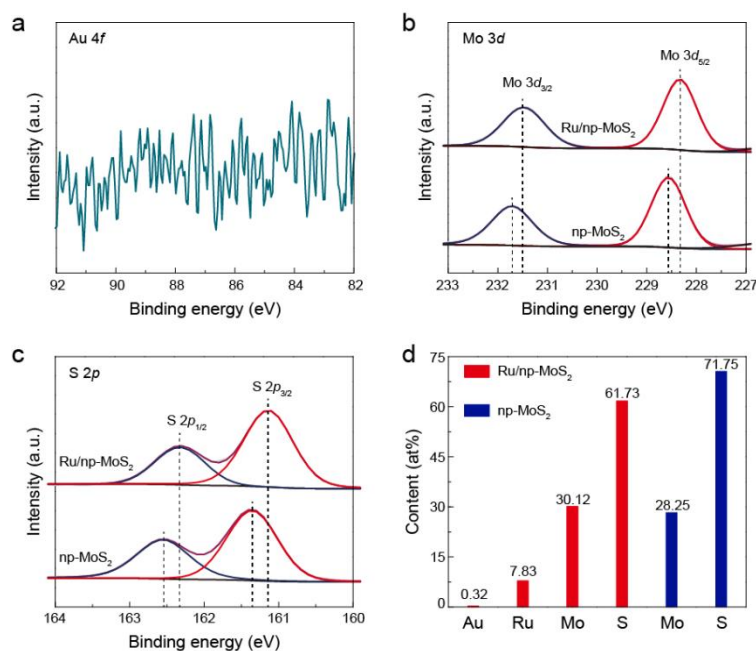 a
Au 4f
Intensity (a.u.)
92 90 88 86 84 82
Binding energy (eV)
b
Mo 3d
Mo 3d5/2
Mo 3d3/2
Ru/np-MoS2
np-MoS2
Intensity (a.u.)
233 232 231 230 229 228 227
Binding energy (eV)
c
S 2p
S 2p3/2
S 2p1/2
Ru/np-MoS2
np-MoS2
Intensity (a.u.)
164 163 162 161 160
Binding energy (eV)
d
Ru/np-MoS2
np-MoS2
75
60
45
30
15
0
Content (at%)
0.32
7.83
30.12
61.73
28.25
71.75
Au Ru Mo S Mo S